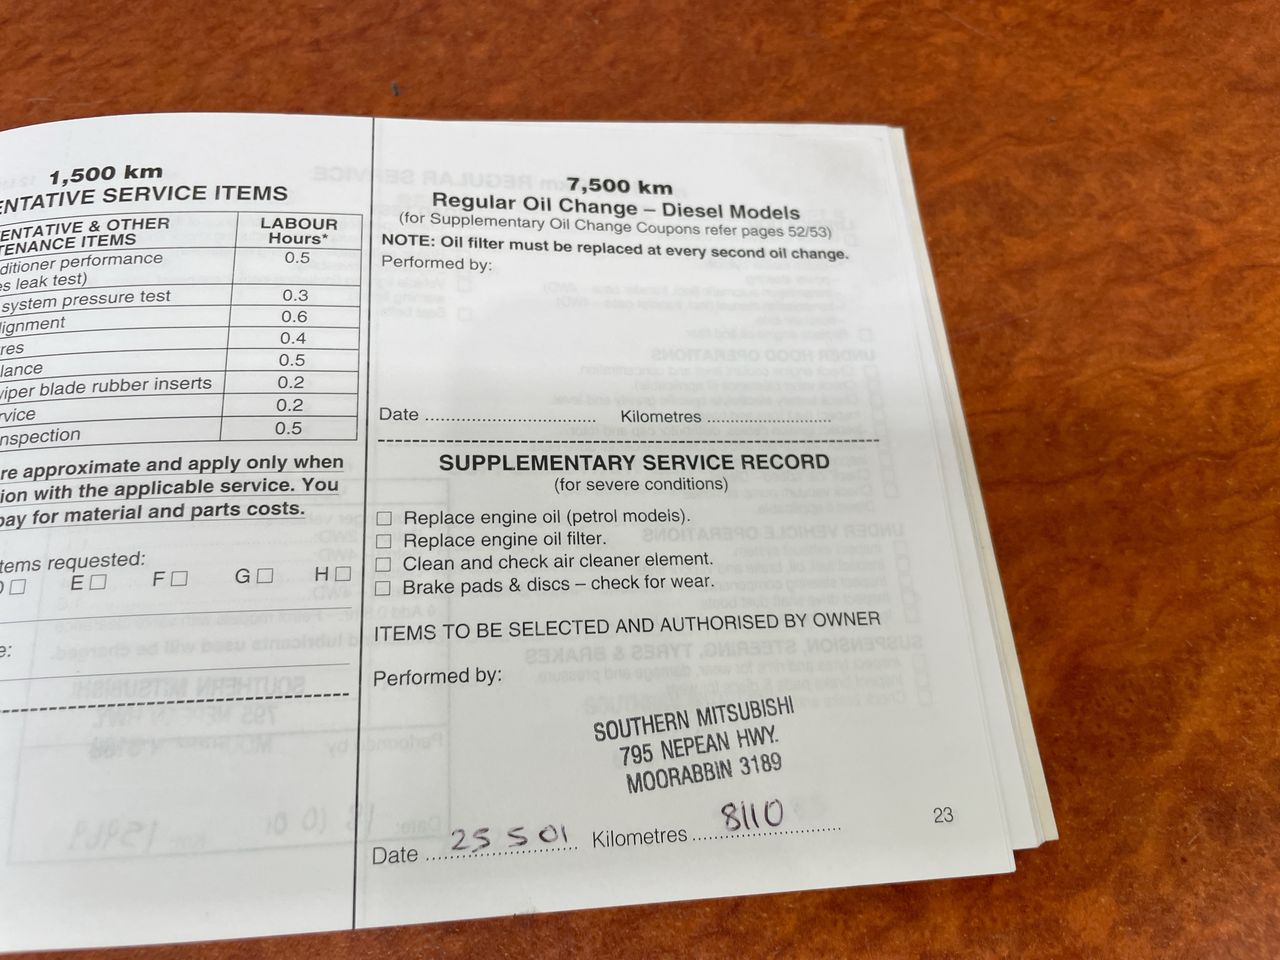 1,500 km
ENTATIVE SERVICE ITEMS
ENTATIVE & OTHER
TENANCE ITEMS
LABOUR
Hours*
ditioner performance
s leak test)
0.5
system pressure test
0.3
lignment
0.6
res
0.4
lance
0.5
wiper blade rubber inserts
0.2
rvice
0.2
nspection
0.5
re approximate and apply only when
ion with the applicable service. You
pay for material and parts costs.
tems requested:
D☐ E☐ F☐ G☐ H☐
e:
7,500 km
Regular Oil Change – Diesel Models
(for Supplementary Oil Change Coupons refer pages 52/53)
NOTE: Oil filter must be replaced at every second oil change.
Performed by:
Date ........................................ Kilometres ...................................
SUPPLEMENTARY SERVICE RECORD
(for severe conditions)
☐ Replace engine oil (petrol models).
☐ Replace engine oil filter.
☐ Clean and check air cleaner element.
☐ Brake pads & discs – check for wear.
ITEMS TO BE SELECTED AND AUTHORISED BY OWNER
Performed by:
SOUTHERN MITSUBISHI
795 NEPEAN HWY.
MOORABBIN 3189
Date 25 5 01 Kilometres 8110
23